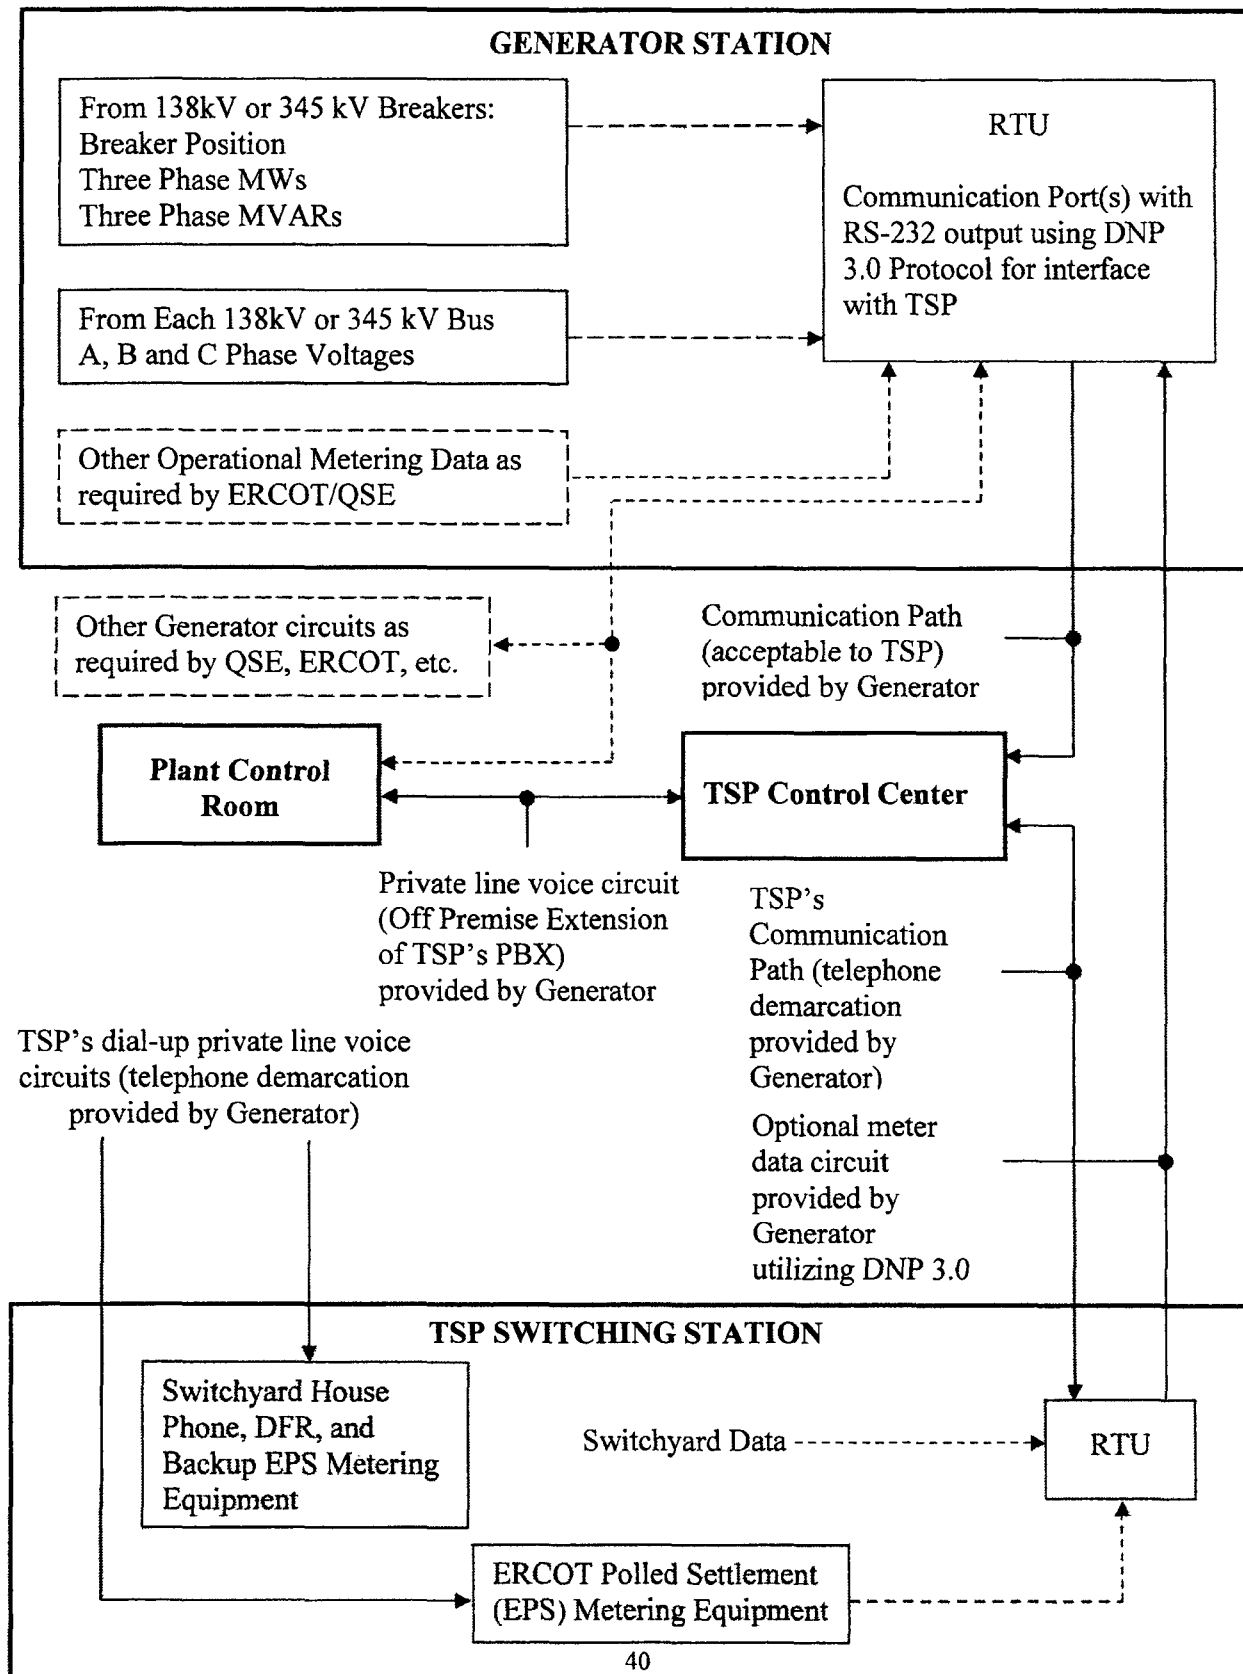 GENERATOR STATION
From 138kV or 345 kV Breakers:
Breaker Position
Three Phase MWs
Three Phase MVARs
RTU
Communication Port(s) with
RS-232 output using DNP
3.0 Protocol for interface
with TSP
From Each 138kV or 345 kV Bus
A, B and C Phase Voltages
Other Operational Metering Data as
required by ERCOT/QSE
Other Generator circuits as
required by QSE, ERCOT, etc.
Communication Path
(acceptable to TSP)
provided by Generator
Plant Control
Room
TSP Control Center
Private line voice circuit
(Off Premise Extension
of TSP's PBX)
provided by Generator
TSP's
Communication
Path (telephone
demarcation
provided by
Generator)
TSP's dial-up private line voice
circuits (telephone demarcation
provided by Generator)
Optional meter
data circuit
provided by
Generator
utilizing DNP 3.0
TSP SWITCHING STATION
Switchyard House
Phone, DFR, and
Backup EPS Metering
Equipment
Switchyard Data
RTU
ERCOT Polled Settlement
(EPS) Metering Equipment
40